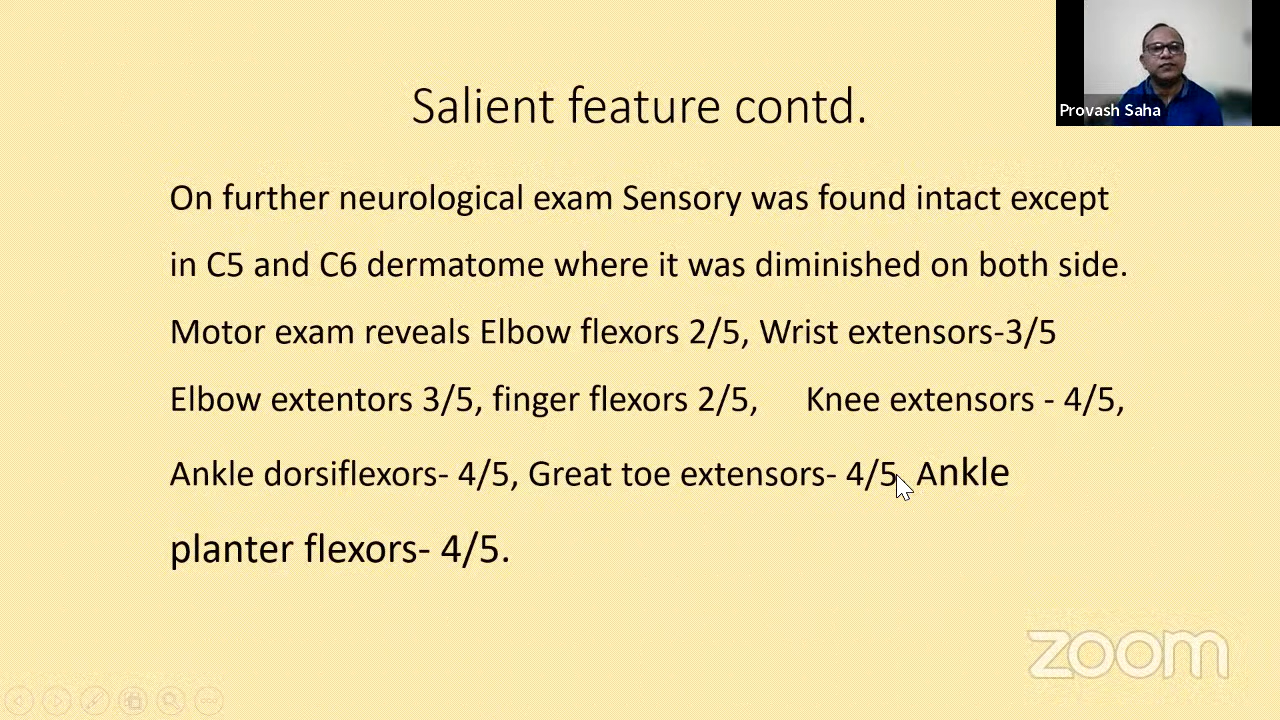 Salient feature contd.
Provash Saha
On further neurological exam Sensory was found intact except
in C5 and C6 dermatome where it was diminished on both side.
Motor exam reveals Elbow flexors 2/5, Wrist extensors-3/5
Elbow extentors 3/5, finger flexors 2/5, Knee extensors - 4/5,
Ankle dorsiflexors- 4/5, Great toe extensors- 4/5, Ankle
planter flexors- 4/5.
zoom